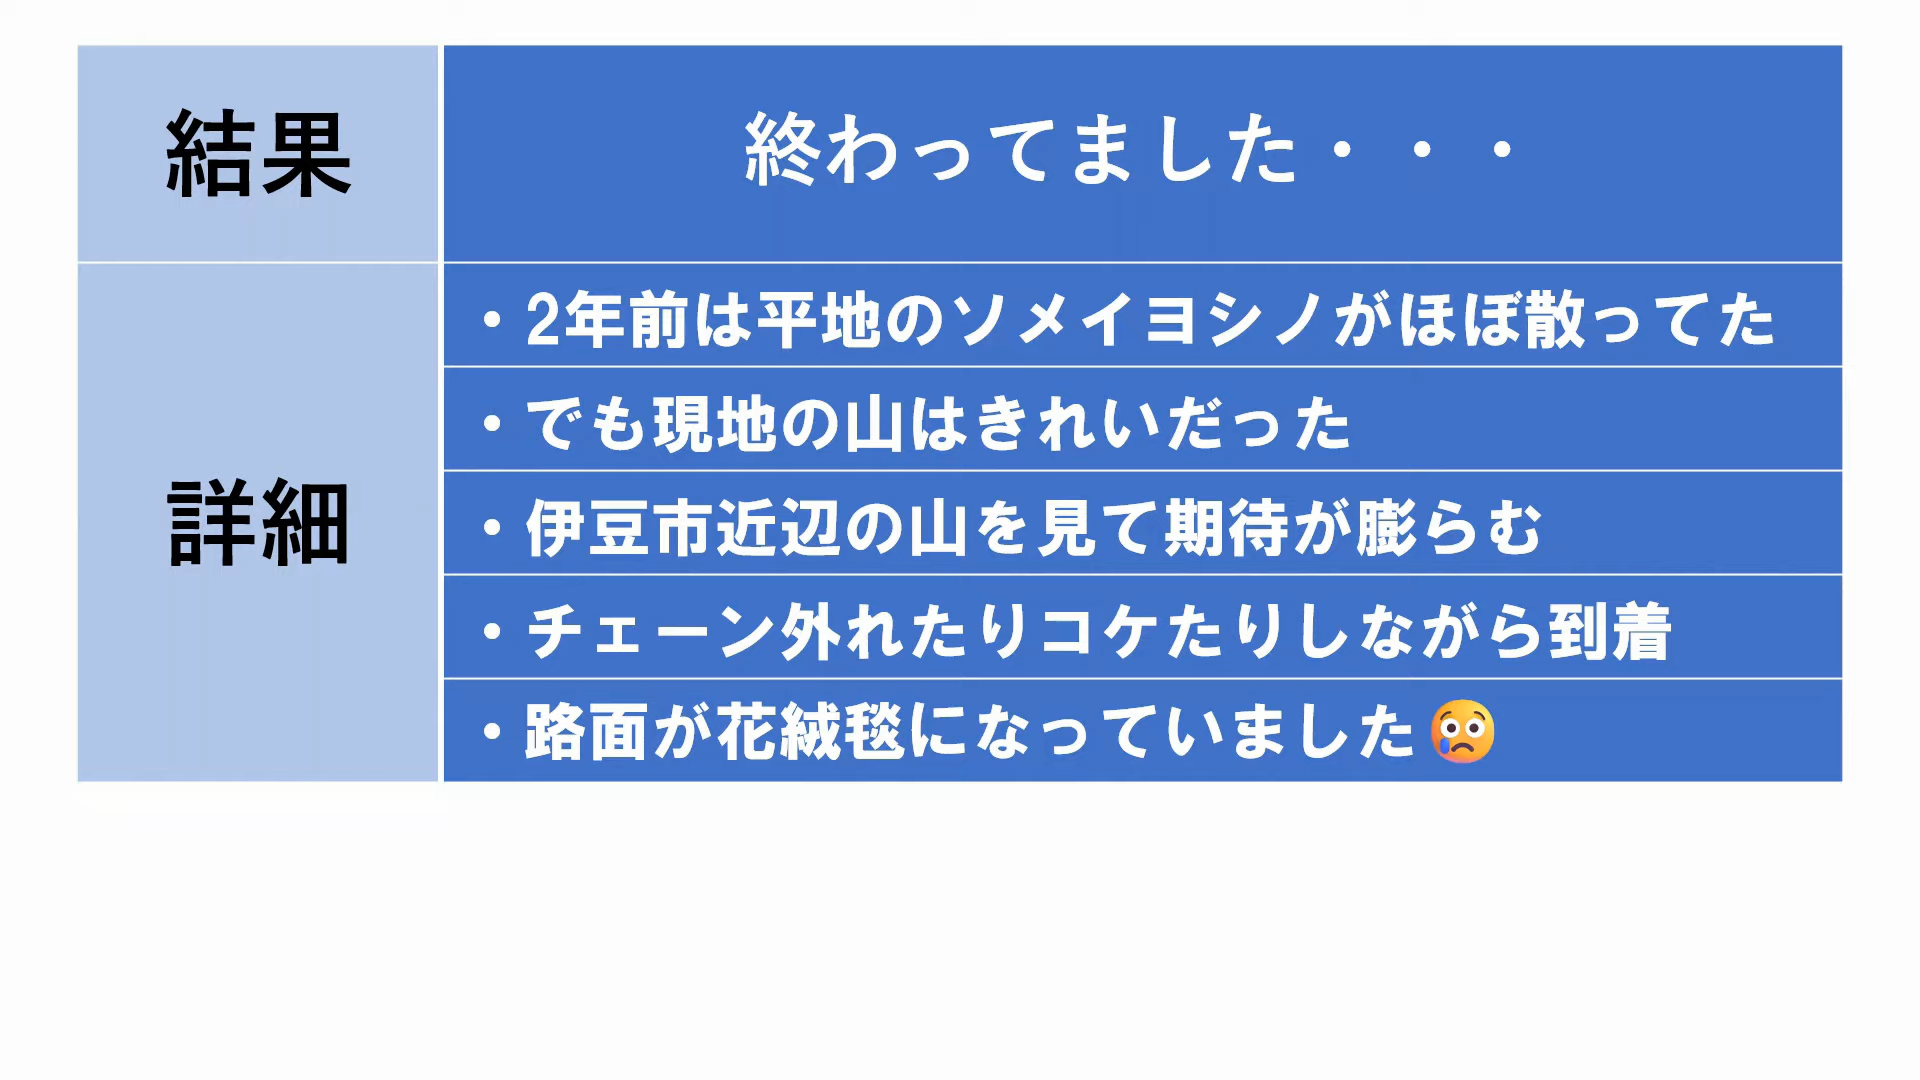 結果
終わってました・・・
詳細
・2年前は平地のソメイヨシノがほぼ散ってた
・でも現地の山はきれいだった
・伊豆市近辺の山を見て期待が膨らむ
・チェーン外れたりコケたりしながら到着
・路面が花絨毯になっていました😢